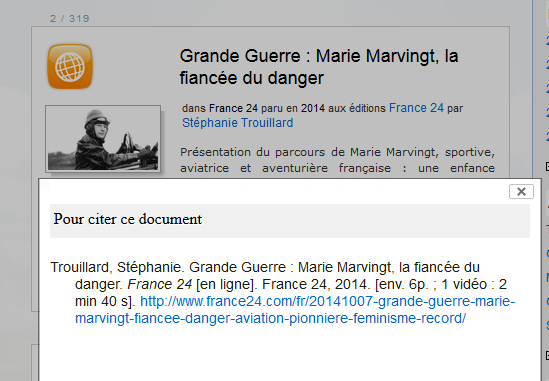 2 / 319
Grande Guerre : Marie Marvingt, la
fiancée du danger
dans France 24 paru en 2014 aux éditions France 24 par
Stéphanie Trouillard
Présentation du parcours de Marie Marvingt, sportive,
aviatrice et aventurière française : une enfance
Pour citer ce document
Trouillard, Stéphanie. Grande Guerre : Marie Marvingt, la fiancée du
danger. France 24 [en ligne]. France 24, 2014. [env. 6p. ; 1 vidéo : 2
min 40 s]. http://www.france24.com/fr/20141007-grande-guerre-marie-
marvingt-fiancee-danger-aviation-pionniere-feminisme-record/